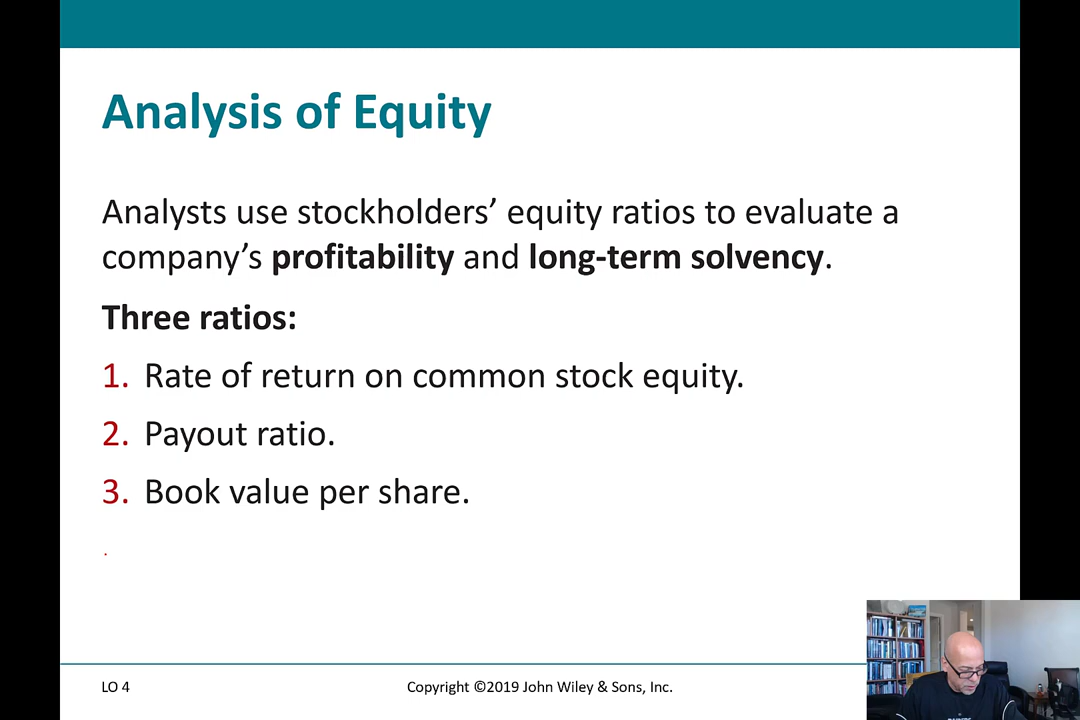 Analysis of Equity
Analysts use stockholders’ equity ratios to evaluate a
company’s profitability and long-term solvency.
Three ratios:
1. Rate of return on common stock equity.
2. Payout ratio.
3. Book value per share.
LO 4
Copyright ©2019 John Wiley & Sons, Inc.